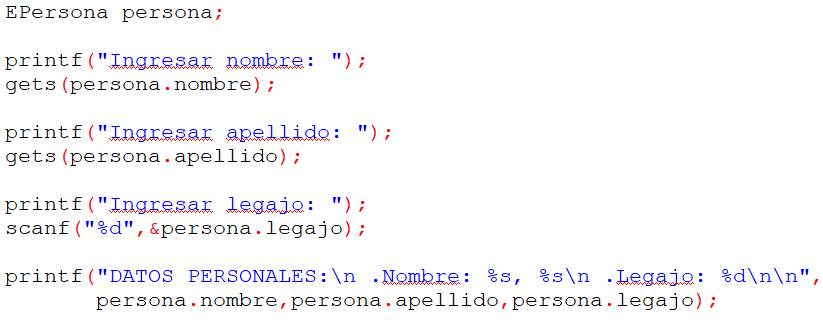 EPersona persona;
printf("Ingresar nombre: ");
gets(persona.nombre);
printf("Ingresar apellido: ");
gets(persona.apellido);
printf("Ingresar legajo: ");
scanf("%d",&persona.legajo);
printf("DATOS PERSONALES:\n .Nombre: %s, %s\n .Legajo: %d\n\n",
persona.nombre,persona.apellido,persona.legajo);